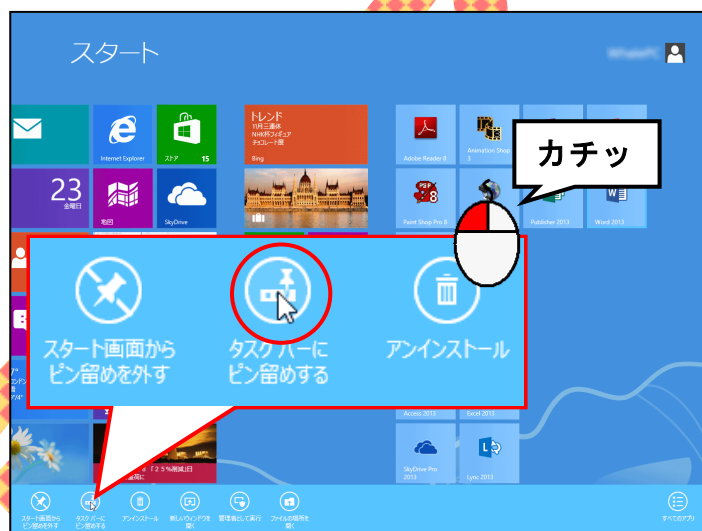 スタート
トレンド
11月三連休
NHK杯フィギュア
チョコレート展
Internet Explorer
ストア
15
Bing
Adobe Reader 8
Animation Shop
3
カチッ
23
金曜日
地図
SkyDrive
Paint Shop Pro 8
Publisher 2013
Word 2013
スタート画面から
ピン留めを外す
タスク バーに
ピン留めする
アンインストール
Access 2013
Excel 2013
「２５%削減」日
SkyDrive Pro
2013
Lync 2013
スタート画面から
ピン留めを外す
タスク バーに
ピン留めする
アンインストール
新しいウィンドウを
開く
管理者として実行
ファイルの場所を
開く
すべてのアプリ